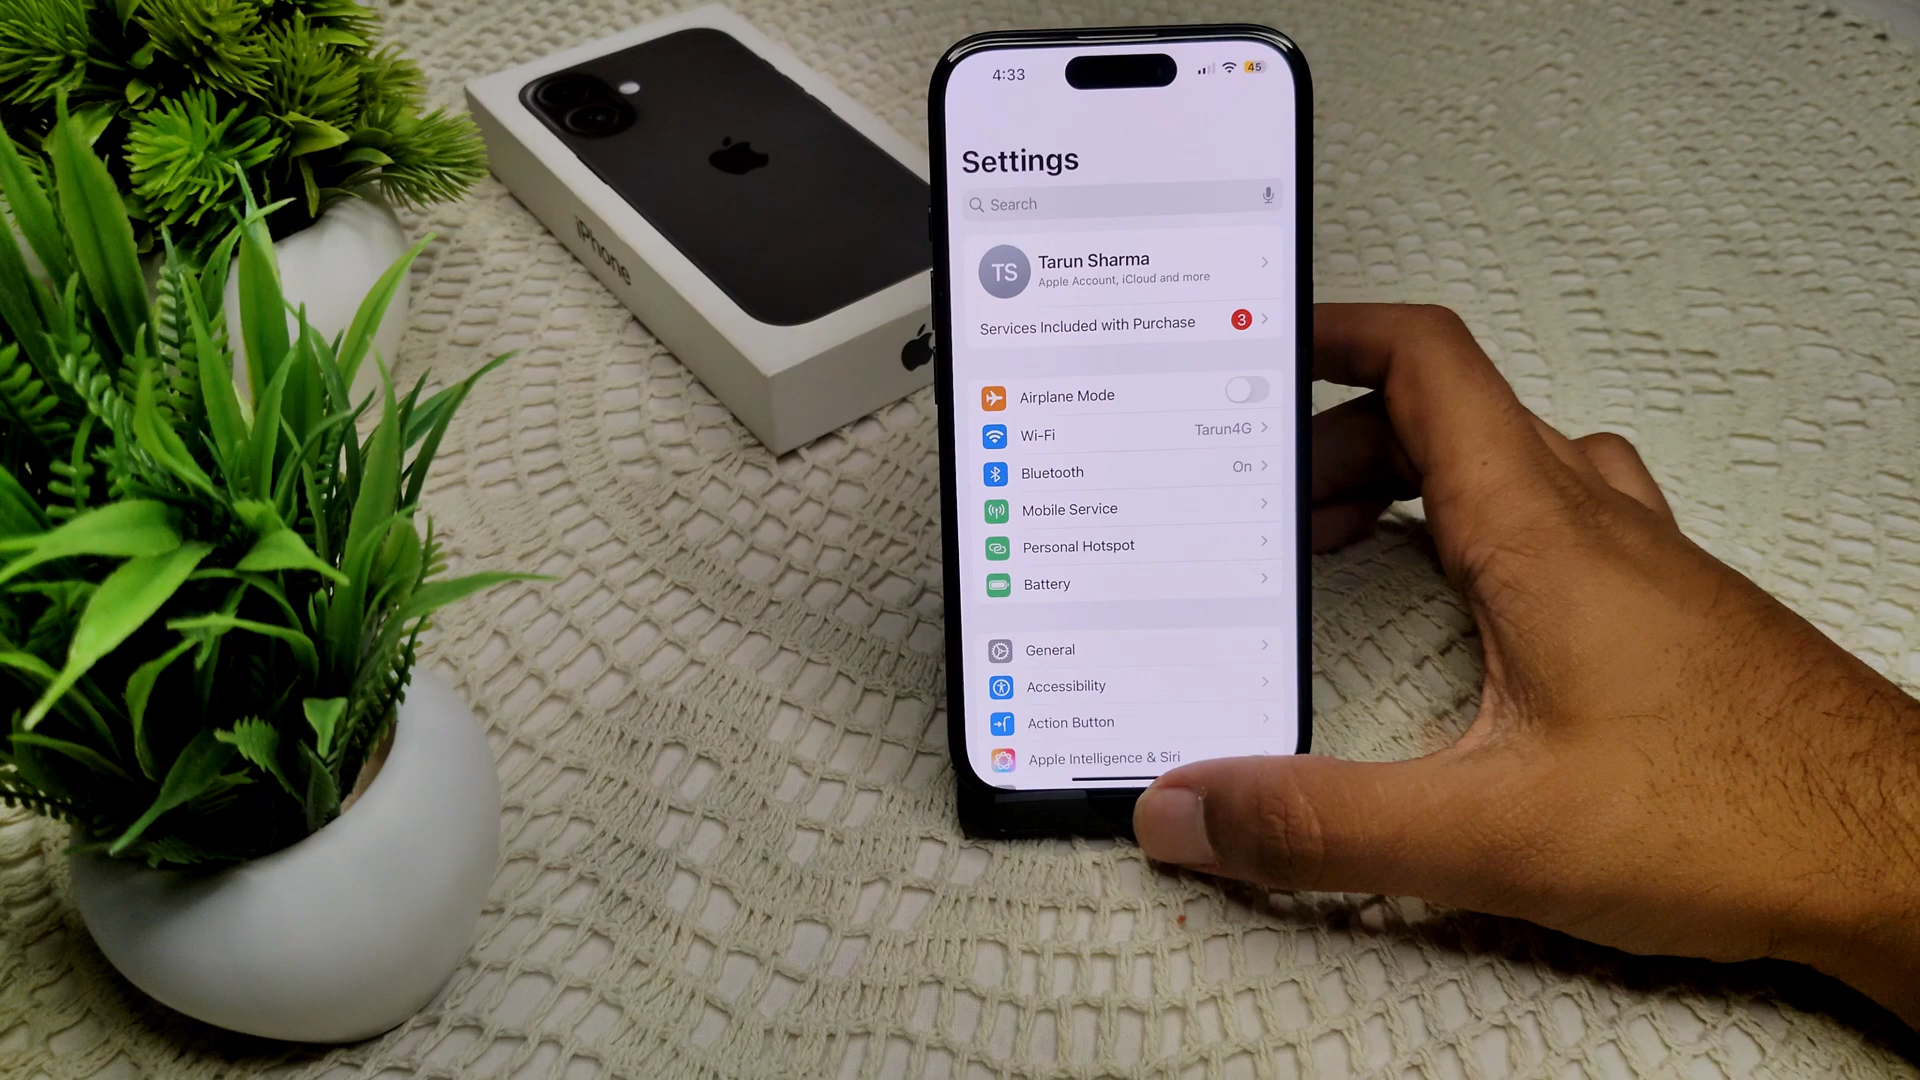 iPhone
4:33
45
Settings
Search
TS
Tarun Sharma
Apple Account, iCloud and more
Services Included with Purchase 3
Airplane Mode
Wi-Fi Tarun4G
Bluetooth On
Mobile Service
Personal Hotspot
Battery
General
Accessibility
Action Button
Apple Intelligence & Siri